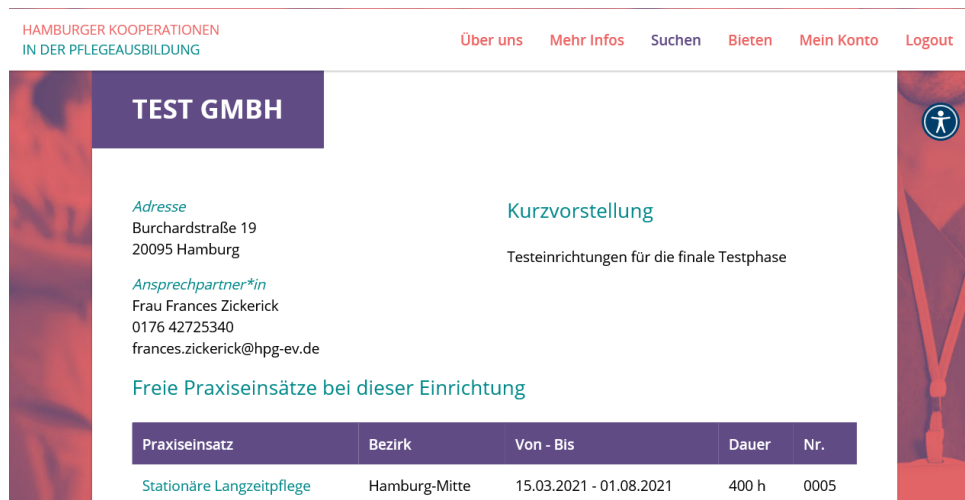 HAMBURGER KOOPERATIONEN
IN DER PFLEGEAUSBILDUNG
Über uns Mehr Infos Suchen Bieten Mein Konto Logout
TEST GMBH
Adresse
Burchardstraße 19
20095 Hamburg
Ansprechpartner*in
Frau Frances Zickerick
0176 42725340
frances.zickerick@hpg-ev.de
Kurzvorstellung
Testeinrichtungen für die finale Testphase
Freie Praxiseinsätze bei dieser Einrichtung
Praxiseinsatz Bezirk Von - Bis Dauer Nr.
Stationäre Langzeitpflege Hamburg-Mitte 15.03.2021 - 01.08.2021 400 h 0005